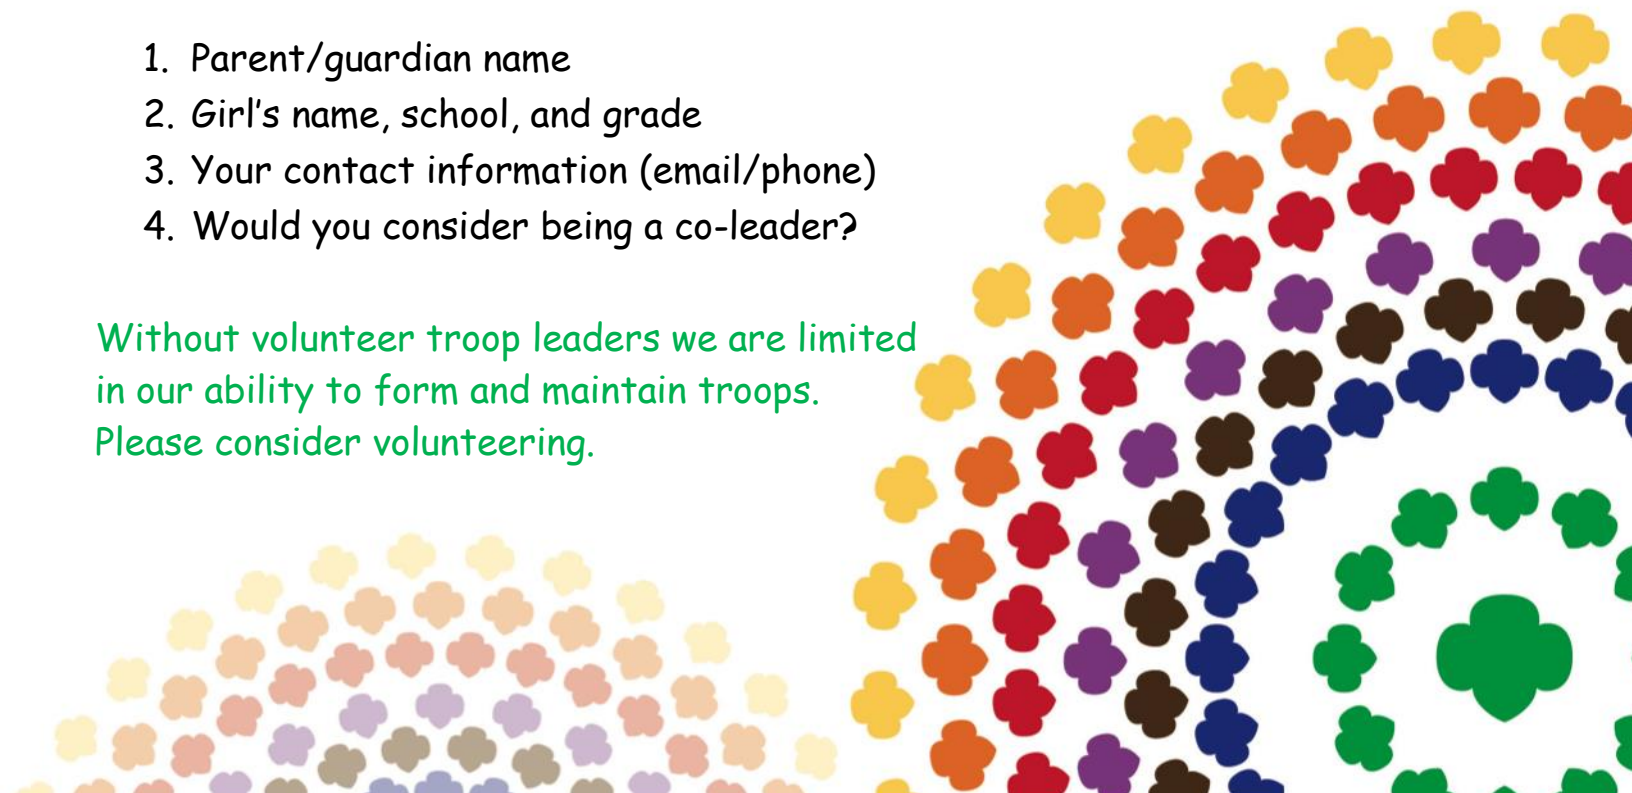 1. Parent/guardian name
2. Girl's name, school, and grade
3. Your contact information (email/phone)
4. Would you consider being a co-leader?
Without volunteer troop leaders we are limited
in our ability to form and maintain troops.
Please consider volunteering.